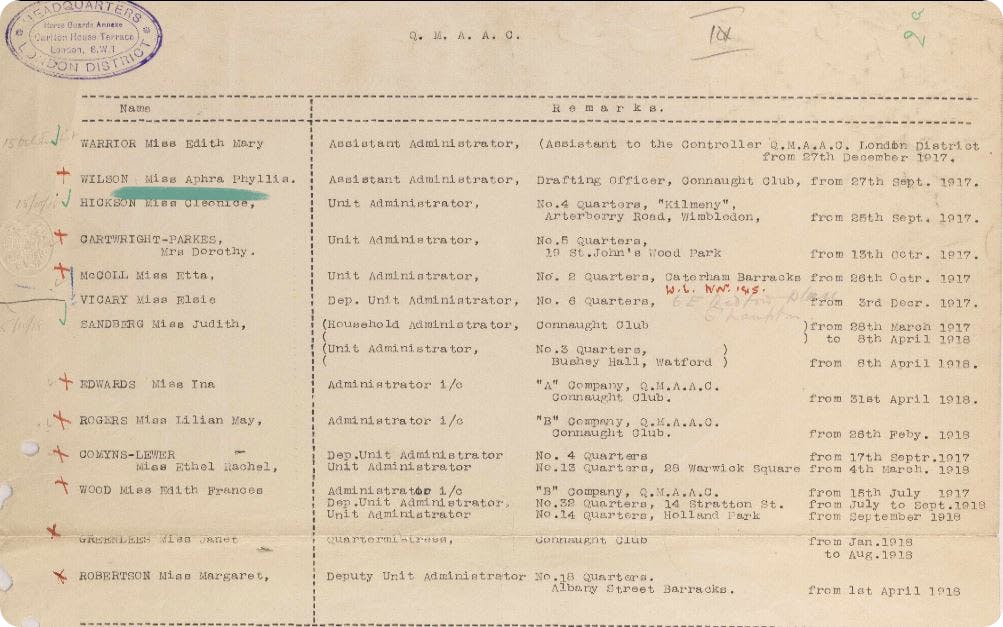 HEADQUARTERS
Horse Guards Annexe
Carlton House Terrace
London, S.W.1
LONDON DISTRICT
Q. M. A. A. C.
IX
Name Remarks.
WARRIOR Miss Edith Mary Assistant Administrator, (Assistant to the Controller Q.M.A.A.C. London District
from 27th December 1917.
WILSON Miss Aphra Phyllis. Assistant Administrator, Drafting Officer, Connaught Club, from 27th Sept. 1917.
HICKSON Miss Cleonice, Unit Administrator, No.4 Quarters, "Kilmeny",
Arterberry Road, Wimbledon, from 25th Sept. 1917.
CARTWRIGHT-PARKES, Unit Administrator, No.5 Quarters,
Mrs Dorothy. 19 St.John's Wood Park from 13th Octr. 1917.
McCOLL Miss Etta, Unit Administrator, No. 2 Quarters, Caterham Barracks from 26th Octr. 1917.
VICARY Miss Elsie Dep. Unit Administrator, No. 6 Quarters, from 3rd Decr. 1917.
SANDBERG Miss Judith, (Household Administrator, Connaught Club )from 28th March 1917
( ) to 8th April 1918
(Unit Administrator, No.3 Quarters, )
( Bushey Hall, Watford ) from 8th April 1918.
EDWARDS Miss Ina Administrator i/c "A" Company, Q.M.A.A.C.
Connaught Club. from 31st April 1918.
ROGERS Miss Lilian May, Administrator i/c "B" Company, Q.M.A.A.C.
Connaught Club. from 26th Feby. 1918
COMYNS-LEWER Dep.Unit Administrator No. 4 Quarters from 17th Septr.1917
Miss Ethel Rachel, Unit Administrator No.13 Quarters, 28 Warwick Square from 4th March. 1918
WOOD Miss Edith Frances Administrator i/c "B" Company, Q.M.A.A.C. from 15th July 1917
Dep.Unit Administrator, No.32 Quarters, 14 Stratton St. from July to Sept.1918
Unit Administrator No.14 Quarters, Holland Park from September 1918
GREENLEES Miss Janet Quartermistress, Connaught Club from Jan.1918
to Aug.1918
ROBERTSON Miss Margaret, Deputy Unit Administrator No.18 Quarters.
Albany Street Barracks. from 1st April 1918